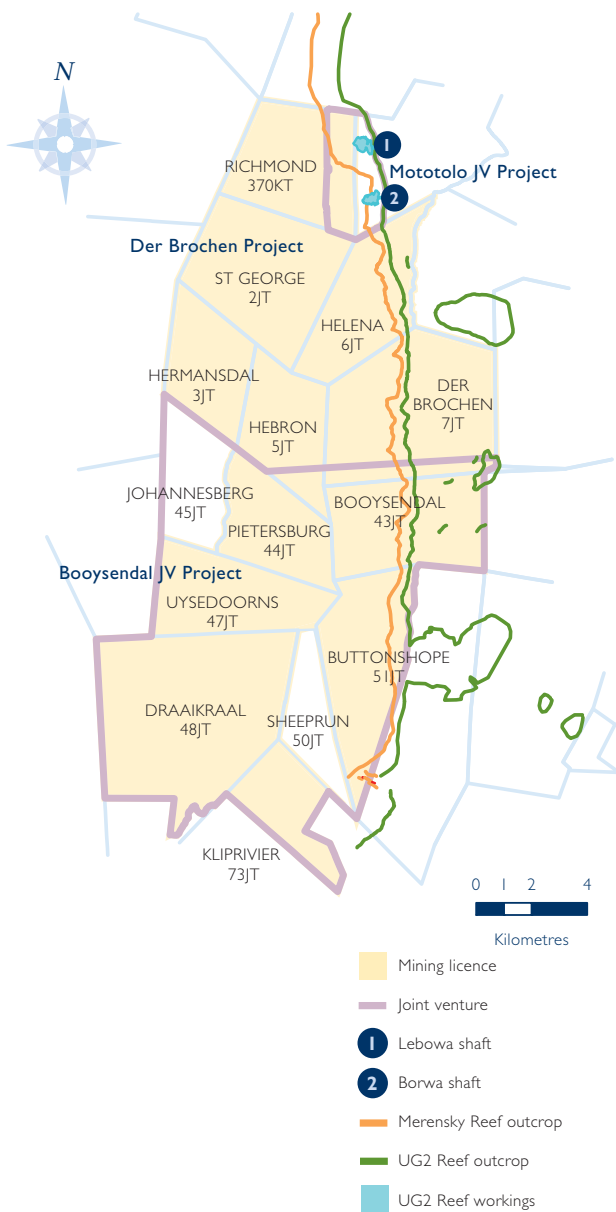 N
1
RICHMOND
370KT
Mototolo JV Project
2
Der Brochen Project
ST GEORGE
2JT
HELENA
6JT
HERMANSDAL
3JT
DER
BROCHEN
7JT
HEBRON
5JT
JOHANNESBERG
45JT
BOOYSENDAL
43JT
PIETERSBURG
44JT
Booysendal JV Project
UYSEDOORNS
47JT
BUTTONSHOPE
51JT
DRAAIKRAAL
48JT
SHEEPRUN
50JT
KLIPRIVIER
73JT
0 1 2 4
Kilometres
Mining licence
Joint venture
1 Lebowa shaft
2 Borwa shaft
Merensky Reef outcrop
UG2 Reef outcrop
UG2 Reef workings